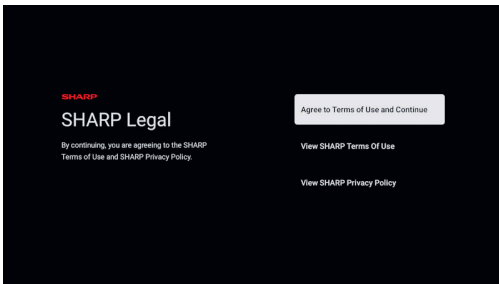 SHARP
SHARP Legal
By continuing, you are agreeing to the SHARP
Terms of Use and SHARP Privacy Policy.
Agree to Terms of Use and Continue
View SHARP Terms Of Use
View SHARP Privacy Policy